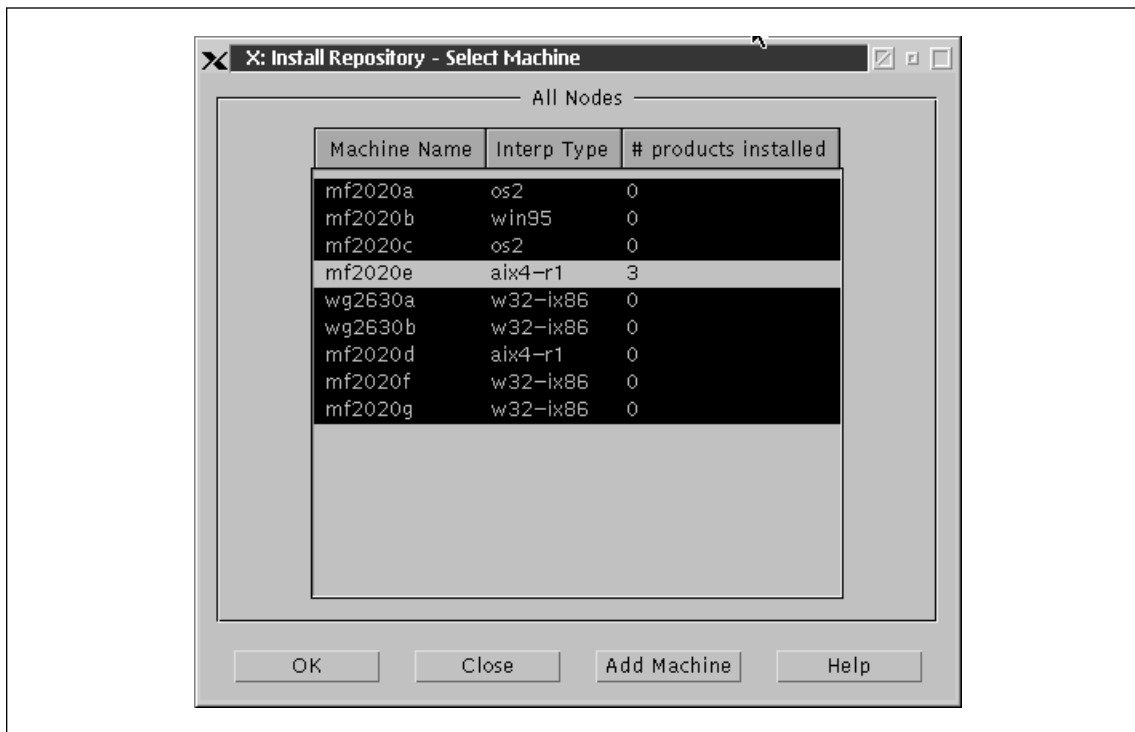 X: Install Repository - Select Machine
All Nodes
Machine Name Interp Type # products installed
mf2020a os2 0
mf2020b win95 0
mf2020c os2 0
mf2020e aix4-r1 3
wg2630a w32-ix86 0
wg2630b w32-ix86 0
mf2020d aix4-r1 0
mf2020f w32-ix86 0
mf2020g w32-ix86 0
OK Close Add Machine Help